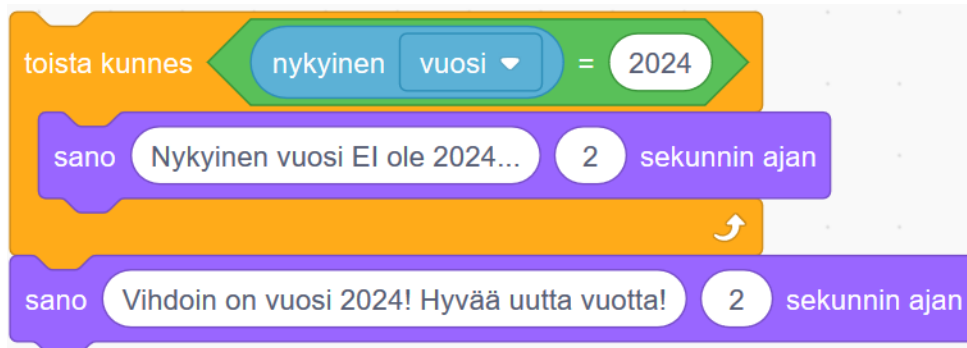 toista kunnes nykyinen vuosi = 2024
sano Nykyinen vuosi EI ole 2024... 2 sekunnin ajan
sano Vihdoin on vuosi 2024! Hyvää uutta vuotta! 2 sekunnin ajan